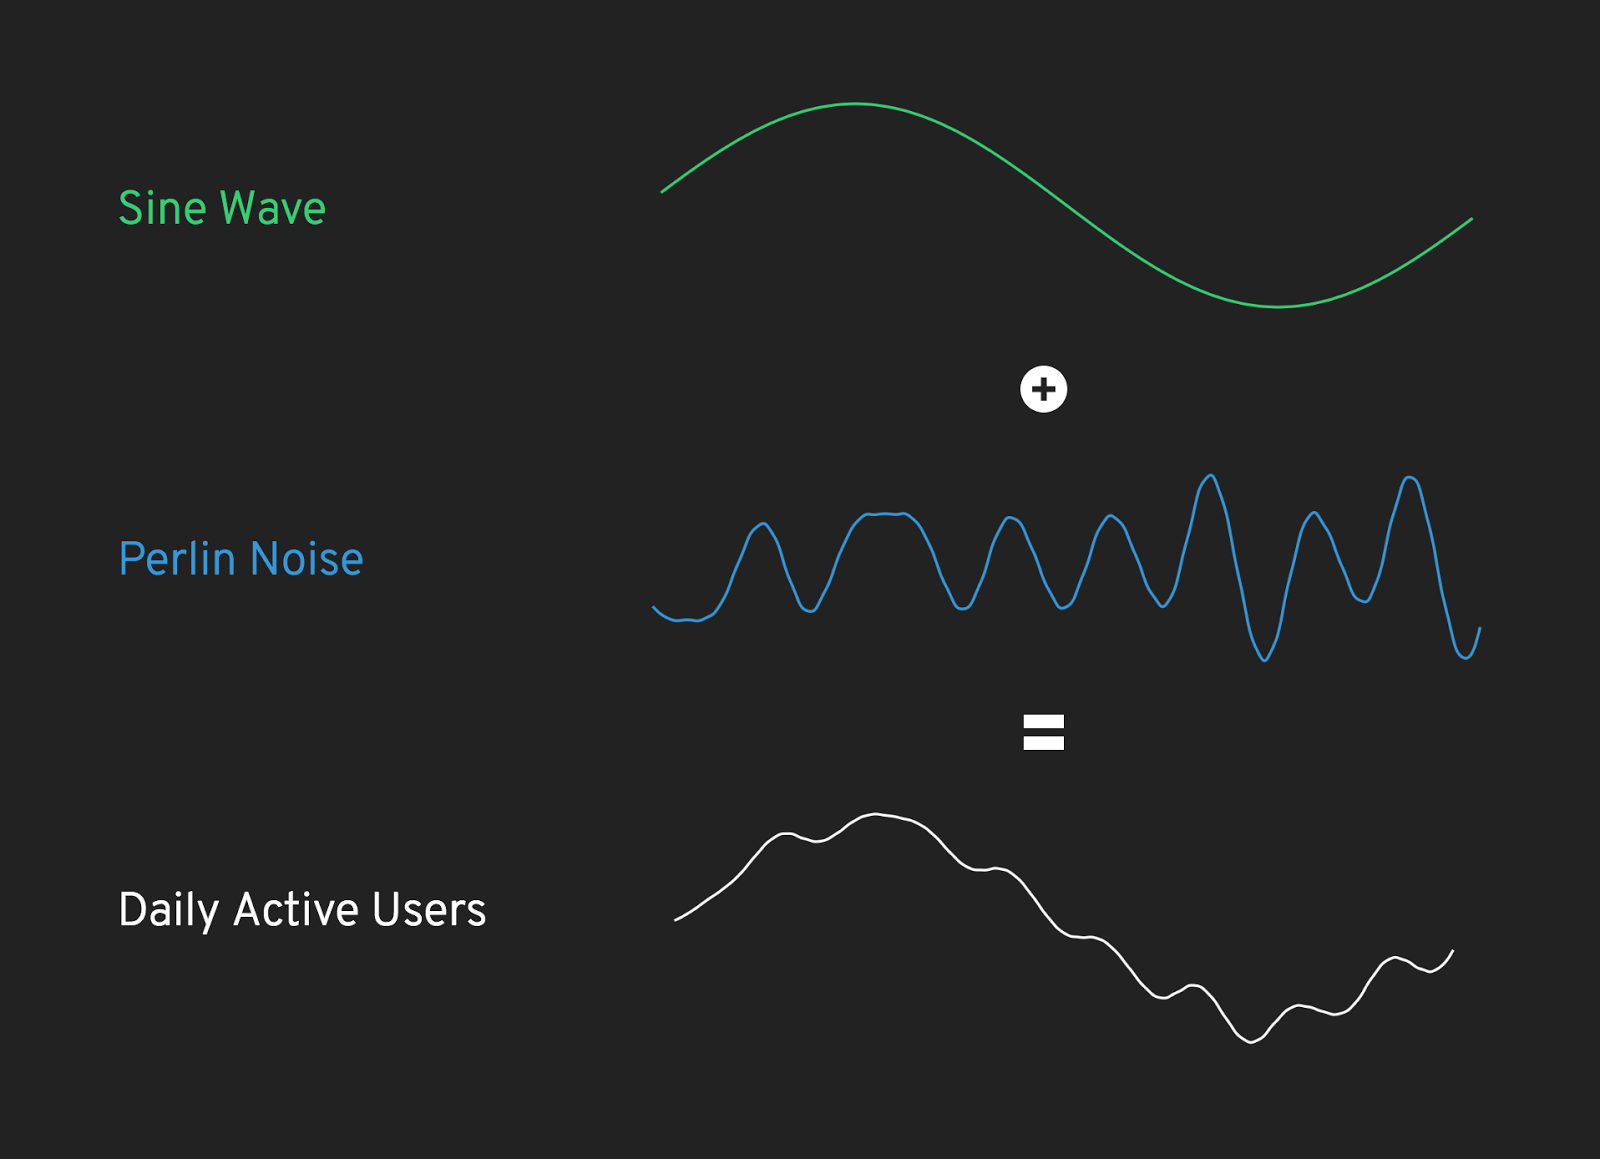 Sine Wave
+
Perlin Noise
=
Daily Active Users